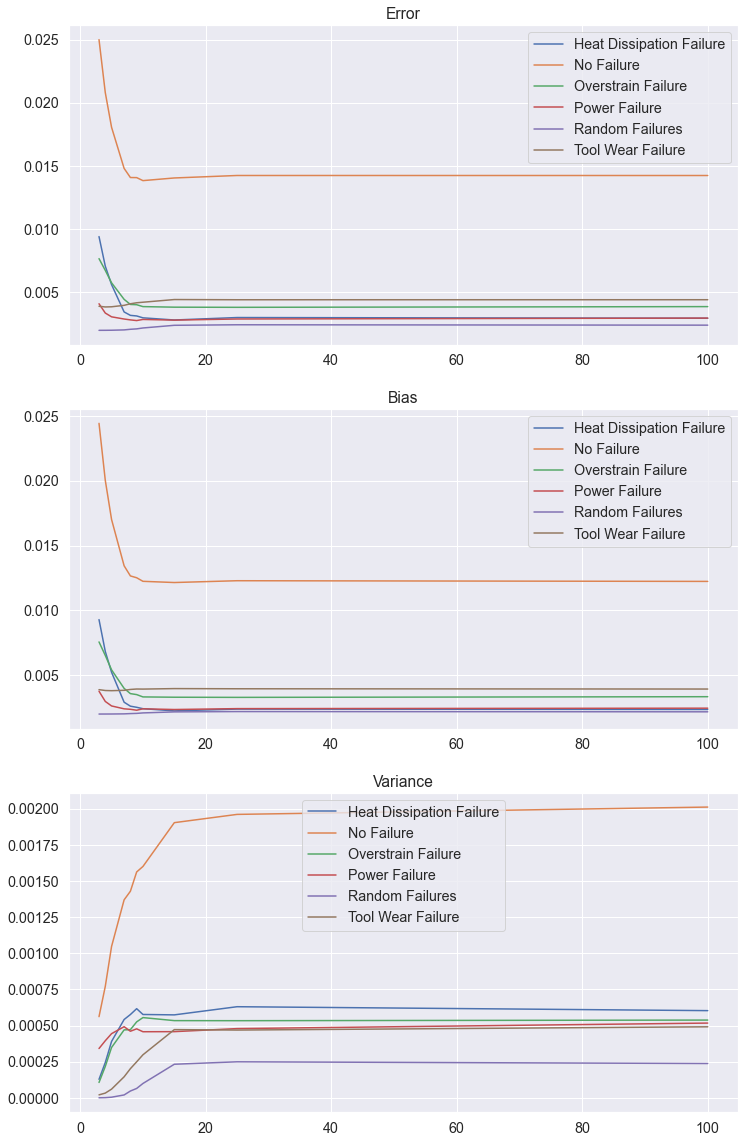 Error
0.025
0.020
0.015
0.010
0.005
Heat Dissipation Failure
No Failure
Overstrain Failure
Power Failure
Random Failures
Tool Wear Failure
0 20 40 60 80 100
Bias
0.025
0.020
0.015
0.010
0.005
Heat Dissipation Failure
No Failure
Overstrain Failure
Power Failure
Random Failures
Tool Wear Failure
0 20 40 60 80 100
Variance
0.00200
0.00175
0.00150
0.00125
0.00100
0.00075
0.00050
0.00025
0.00000
Heat Dissipation Failure
No Failure
Overstrain Failure
Power Failure
Random Failures
Tool Wear Failure
0 20 40 60 80 100